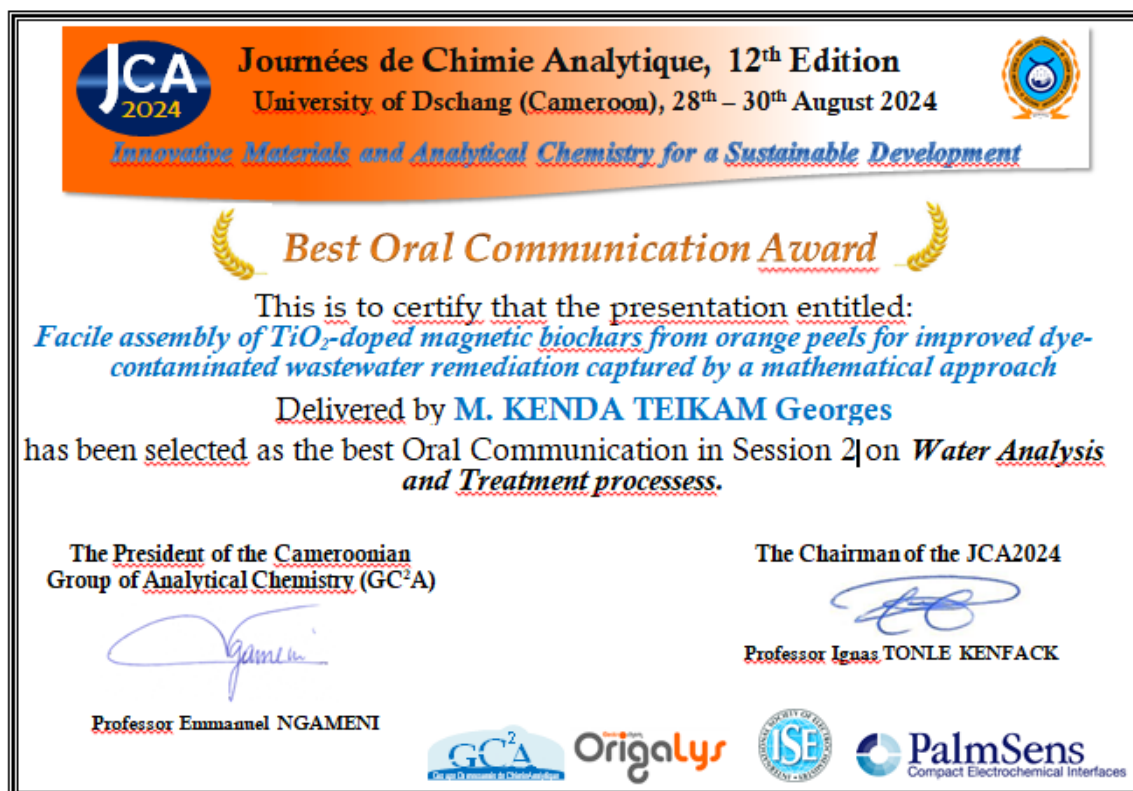 JCA
2024
Journées de Chimie Analytique, 12th Edition
University of Dschang (Cameroon), 28th – 30th August 2024
Innovative Materials and Analytical Chemistry for a Sustainable Development
Best Oral Communication Award
This is to certify that the presentation entitled:
Facile assembly of TiO₂-doped magnetic biochars from orange peels for improved dye-
contaminated wastewater remediation captured by a mathematical approach
Delivered by M. KENDA TEIKAM Georges
has been selected as the best Oral Communication in Session 2 on Water Analysis
and Treatment processess.
The President of the Cameroonian
Group of Analytical Chemistry (GC²A)
Ngameni
Professor Emmanuel NGAMENI
The Chairman of the JCA2024
Professor Ignas TONLE KENFACK
GC²A
Origalys
INTERNATIONAL SOCIETY OF ELECTROCHEMISTRY
ISE
PalmSens
Compact Electrochemical Interfaces